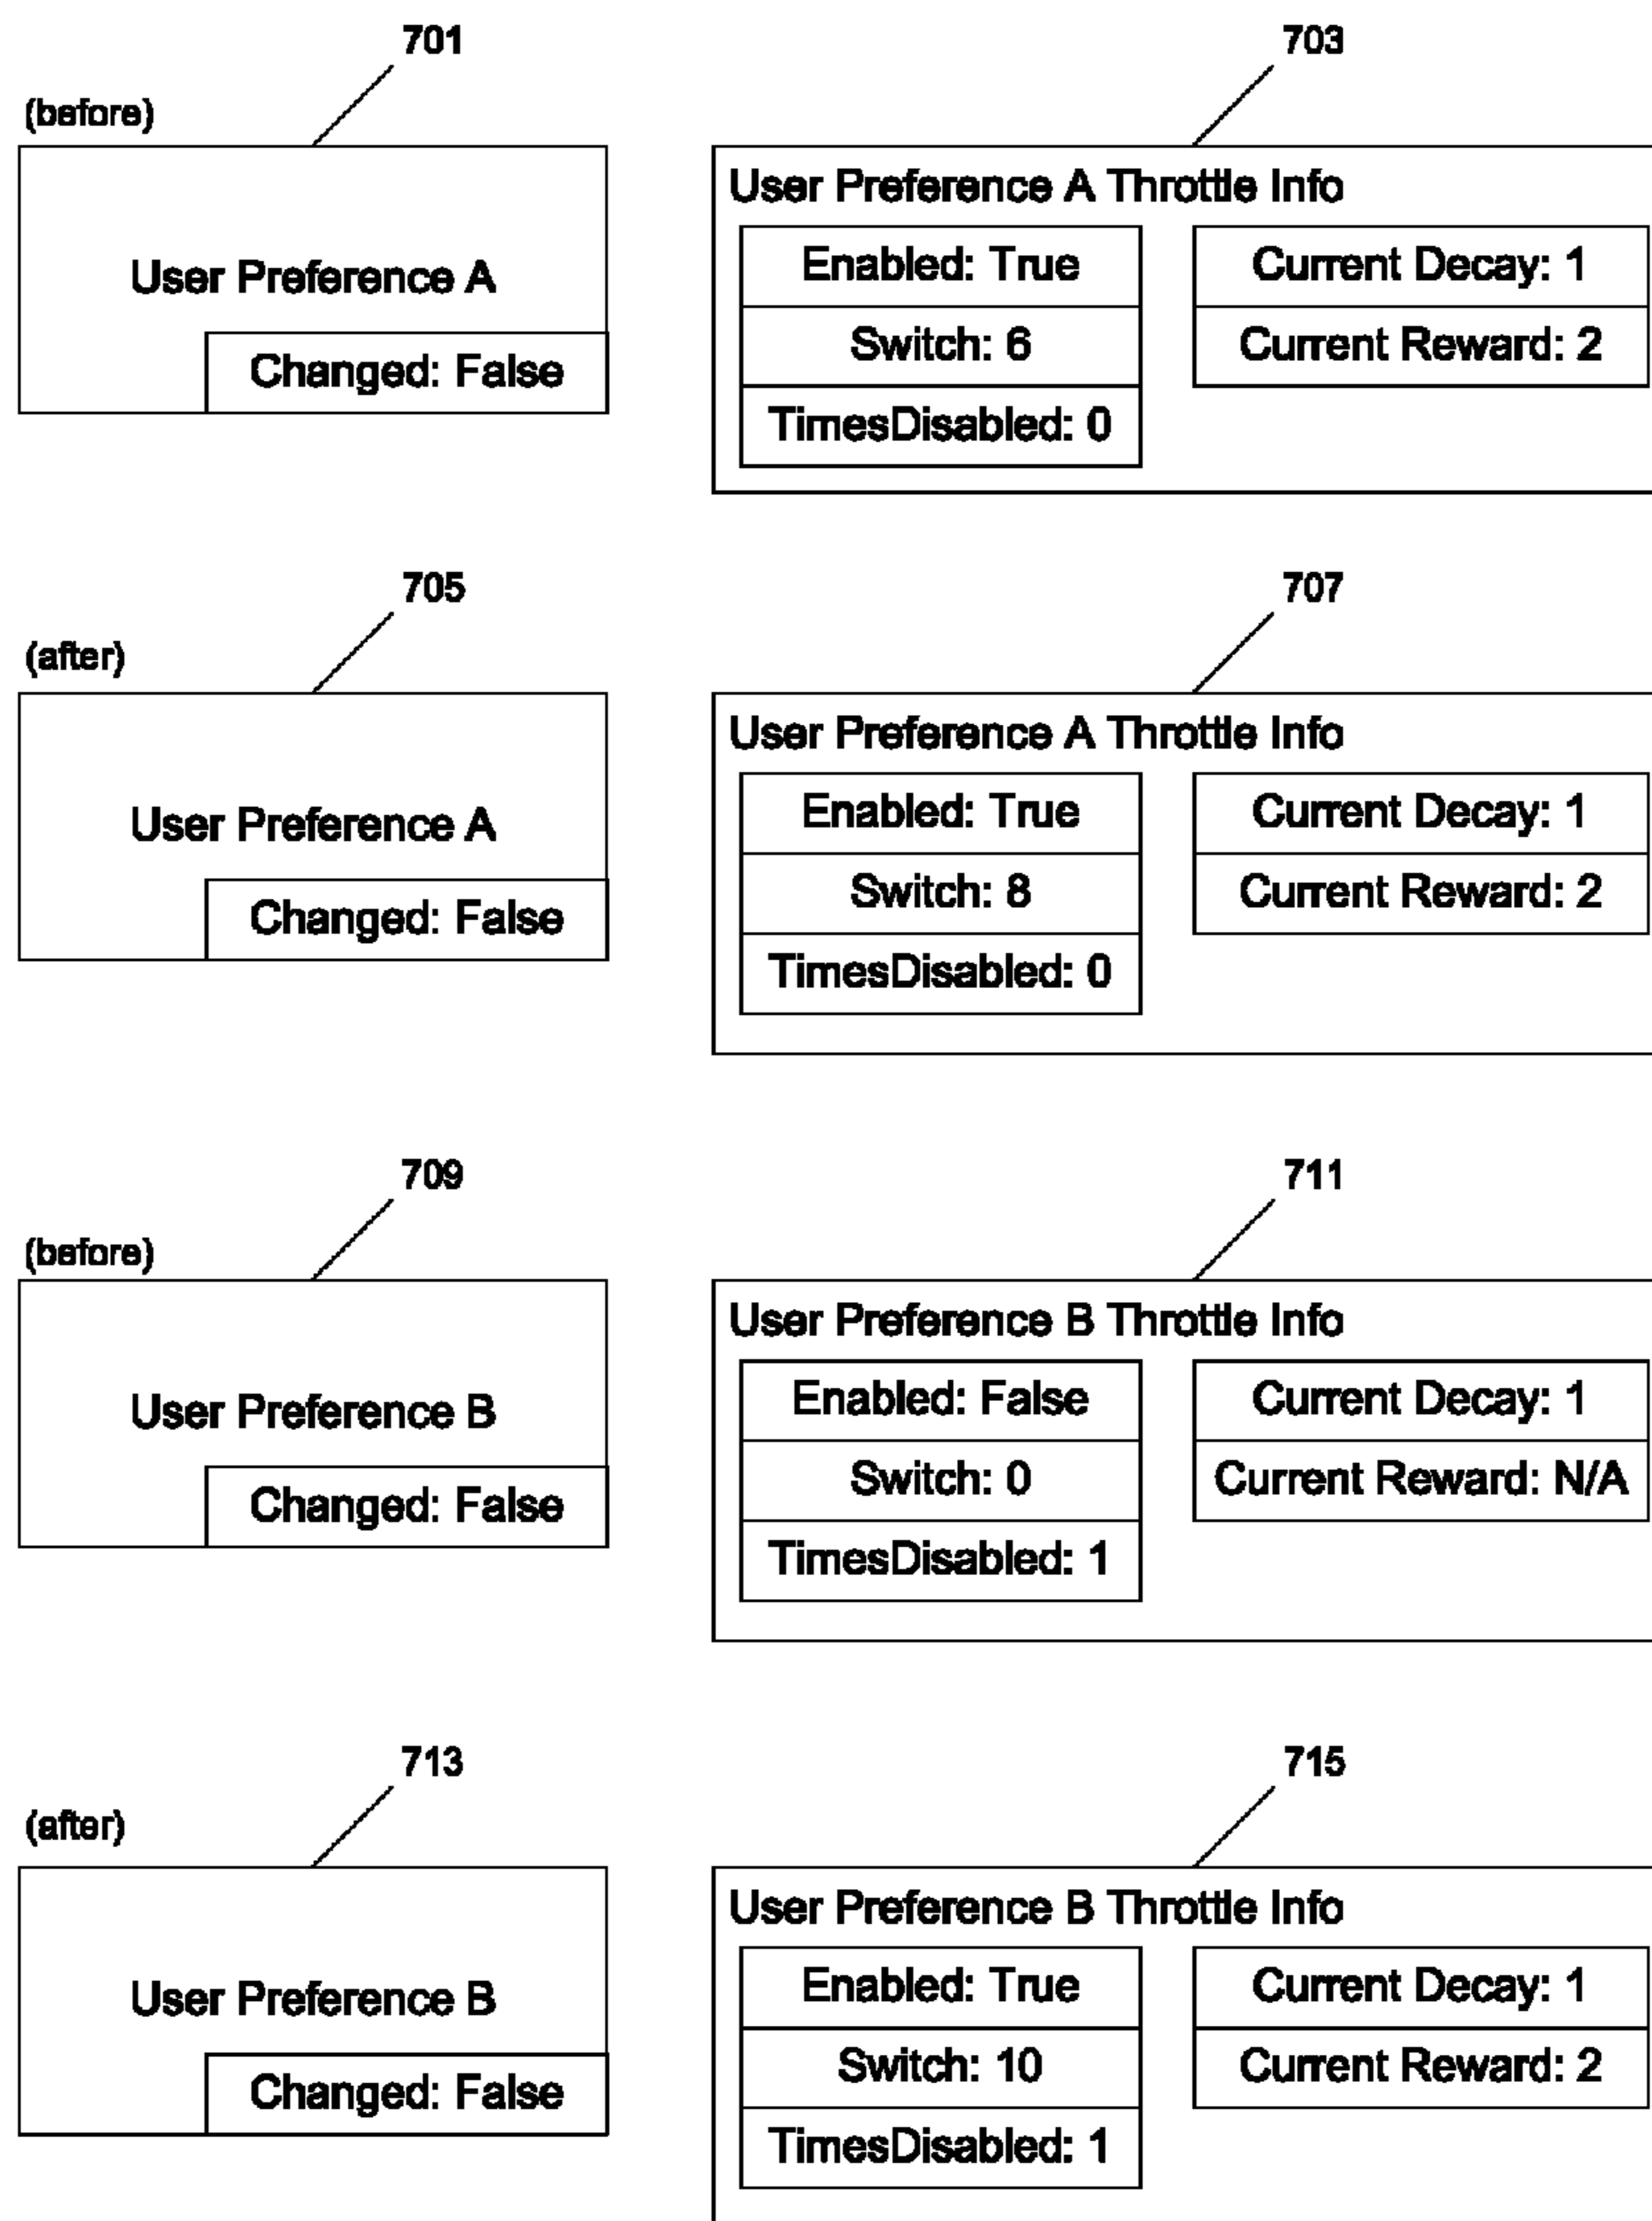 701
703
(before)
User Preference A
Changed: False
User Preference A Throttle Info
Enabled: True
Switch: 6
TimesDisabled: 0
Current Decay: 1
Current Reward: 2
705
707
(after)
User Preference A
Changed: False
User Preference A Throttle Info
Enabled: True
Switch: 8
TimesDisabled: 0
Current Decay: 1
Current Reward: 2
709
711
(before)
User Preference B
Changed: False
User Preference B Throttle Info
Enabled: False
Switch: 0
TimesDisabled: 1
Current Decay: 1
Current Reward: N/A
713
715
(after)
User Preference B
Changed: False
User Preference B Throttle Info
Enabled: True
Switch: 10
TimesDisabled: 1
Current Decay: 1
Current Reward: 2